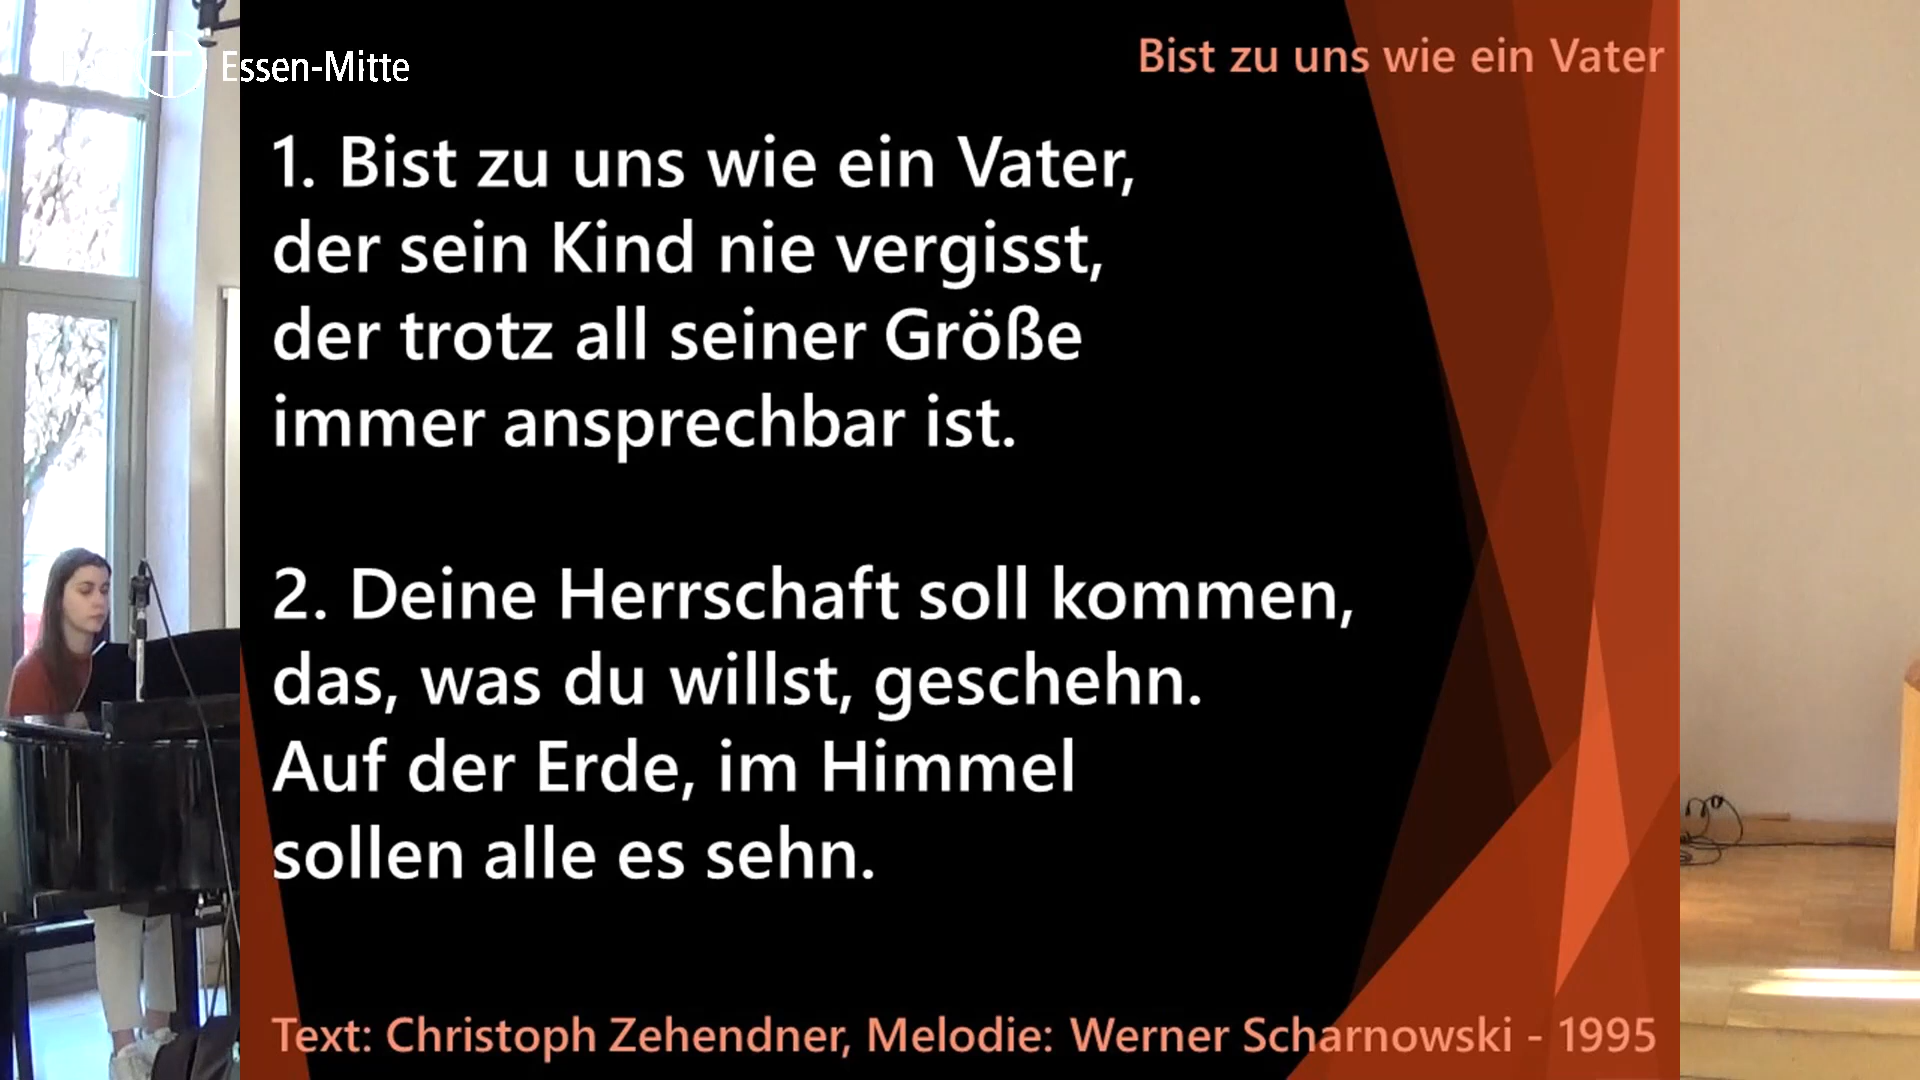 Essen-Mitte
Bist zu uns wie ein Vater
1. Bist zu uns wie ein Vater,
der sein Kind nie vergisst,
der trotz all seiner Größe
immer ansprechbar ist.
2. Deine Herrschaft soll kommen,
das, was du willst, geschehn.
Auf der Erde, im Himmel
sollen alle es sehn.
Text: Christoph Zehendner, Melodie: Werner Scharnowski - 1995